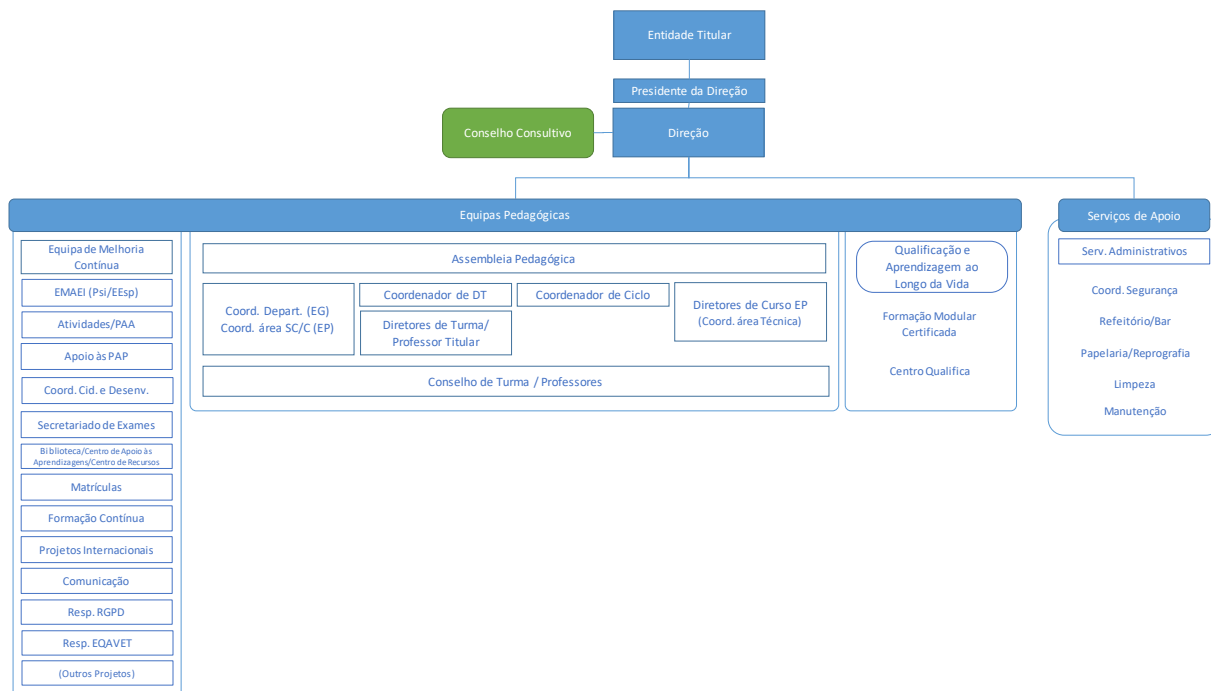 Entidade Titular
Presidente da Direção
Conselho Consultivo
Direção
Equipas Pedagógicas
Serviços de Apoio
Equipa de Melhoria
Contínua
EMAEI (Psi/EEsp)
Atividades/PAA
Apoio às PAP
Coord. Cid. e Desenv.
Secretariado de Exames
Biblioteca/Centro de Apoio às
Aprendizagens/Centro de Recursos
Matrículas
Formação Contínua
Projetos Internacionais
Comunicação
Resp. RGPD
Resp. EQAVET
(Outros Projetos)
Assembleia Pedagógica
Coord. Depart. (EG)
Coord. área SC/C (EP)
Coordenador de DT
Diretores de Turma/
Professor Titular
Coordenador de Ciclo
Diretores de Curso EP
(Coord. área Técnica)
Conselho de Turma / Professores
Qualificação e
Aprendizagem ao
Longo da Vida
Formação Modular
Certificada
Centro Qualifica
Serv. Administrativos
Coord. Segurança
Refeitório/Bar
Papelaria/Reprografia
Limpeza
Manutenção